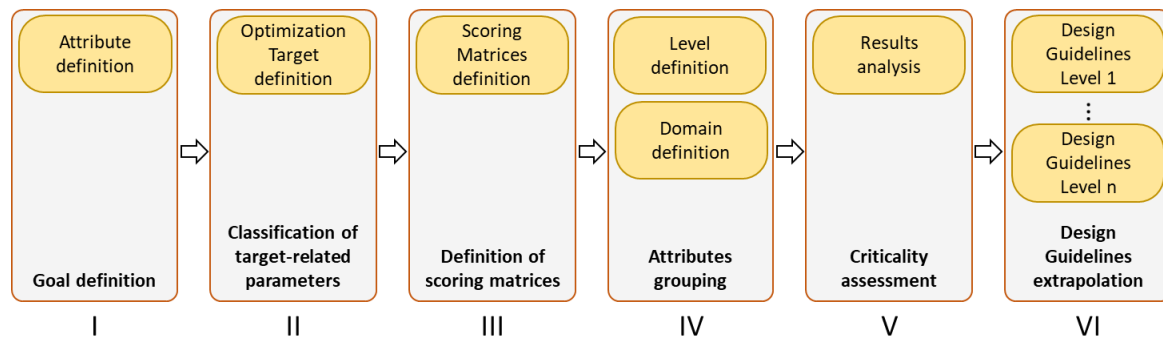 Attribute
definition
Goal definition
I
Optimization
Target
definition
Classification of
target-related
parameters
II
Scoring
Matrices
definition
Definition of
scoring matrices
III
Level
definition
Domain
definition
Attributes
grouping
IV
Results
analysis
Criticality
assessment
V
Design
Guidelines
Level 1
⋮
Design
Guidelines
Level n
Design
Guidelines
extrapolation
VI